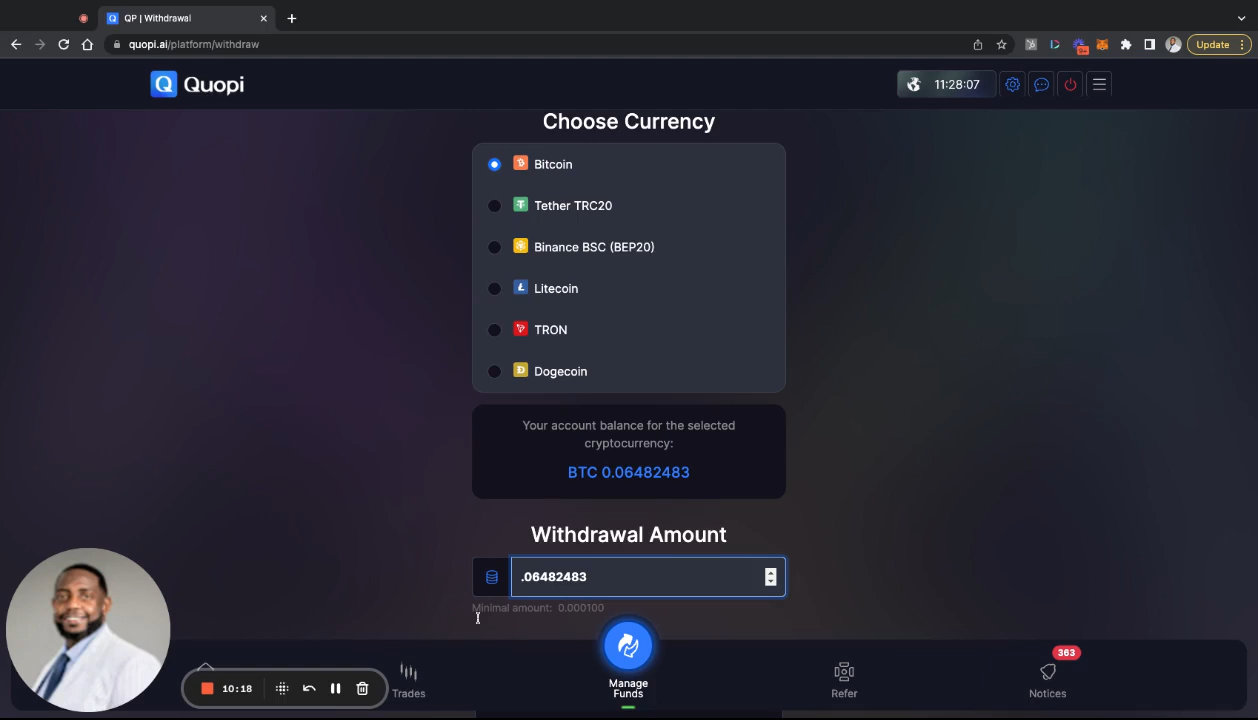 QP | Withdrawal
quopi.ai/platform/withdraw
9+
Update
Quopi
11:28:07
Choose Currency
Bitcoin
Tether TRC20
Binance BSC (BEP20)
Litecoin
TRON
Dogecoin
Your account balance for the selected
cryptocurrency:
BTC 0.06482483
Withdrawal Amount
.06482483
Minimal amount: 0.000100
10:18
Trades
Manage
Funds
Refer
363
Notices